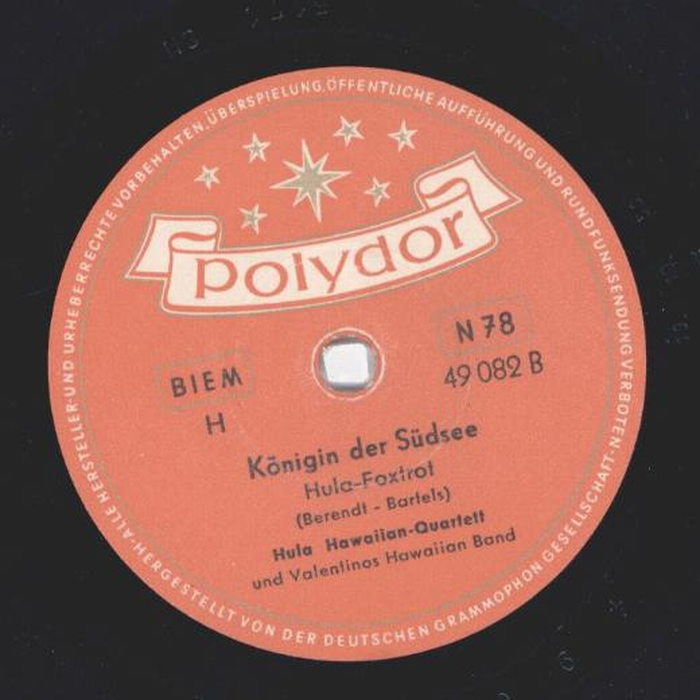 ALLE HERSTELLER- UND URHEBERRECHTE VORBEHALTEN, ÜBERSPIELUNG, ÖFFENTLICHE AUFFÜHRUNG UND RUNDFUNKSENDUNG VERBOTEN
HERGESTELLT VON DER DEUTSCHEN GRAMMOPHON GESELLSCHAFT
polydor
N 78
BIEM
49 082 B
H
Königin der Südsee
Hula-Foxtrot
(Berendt - Bartels)
Hula Hawaiian-Quartett
und Valentinos Hawaiian Band